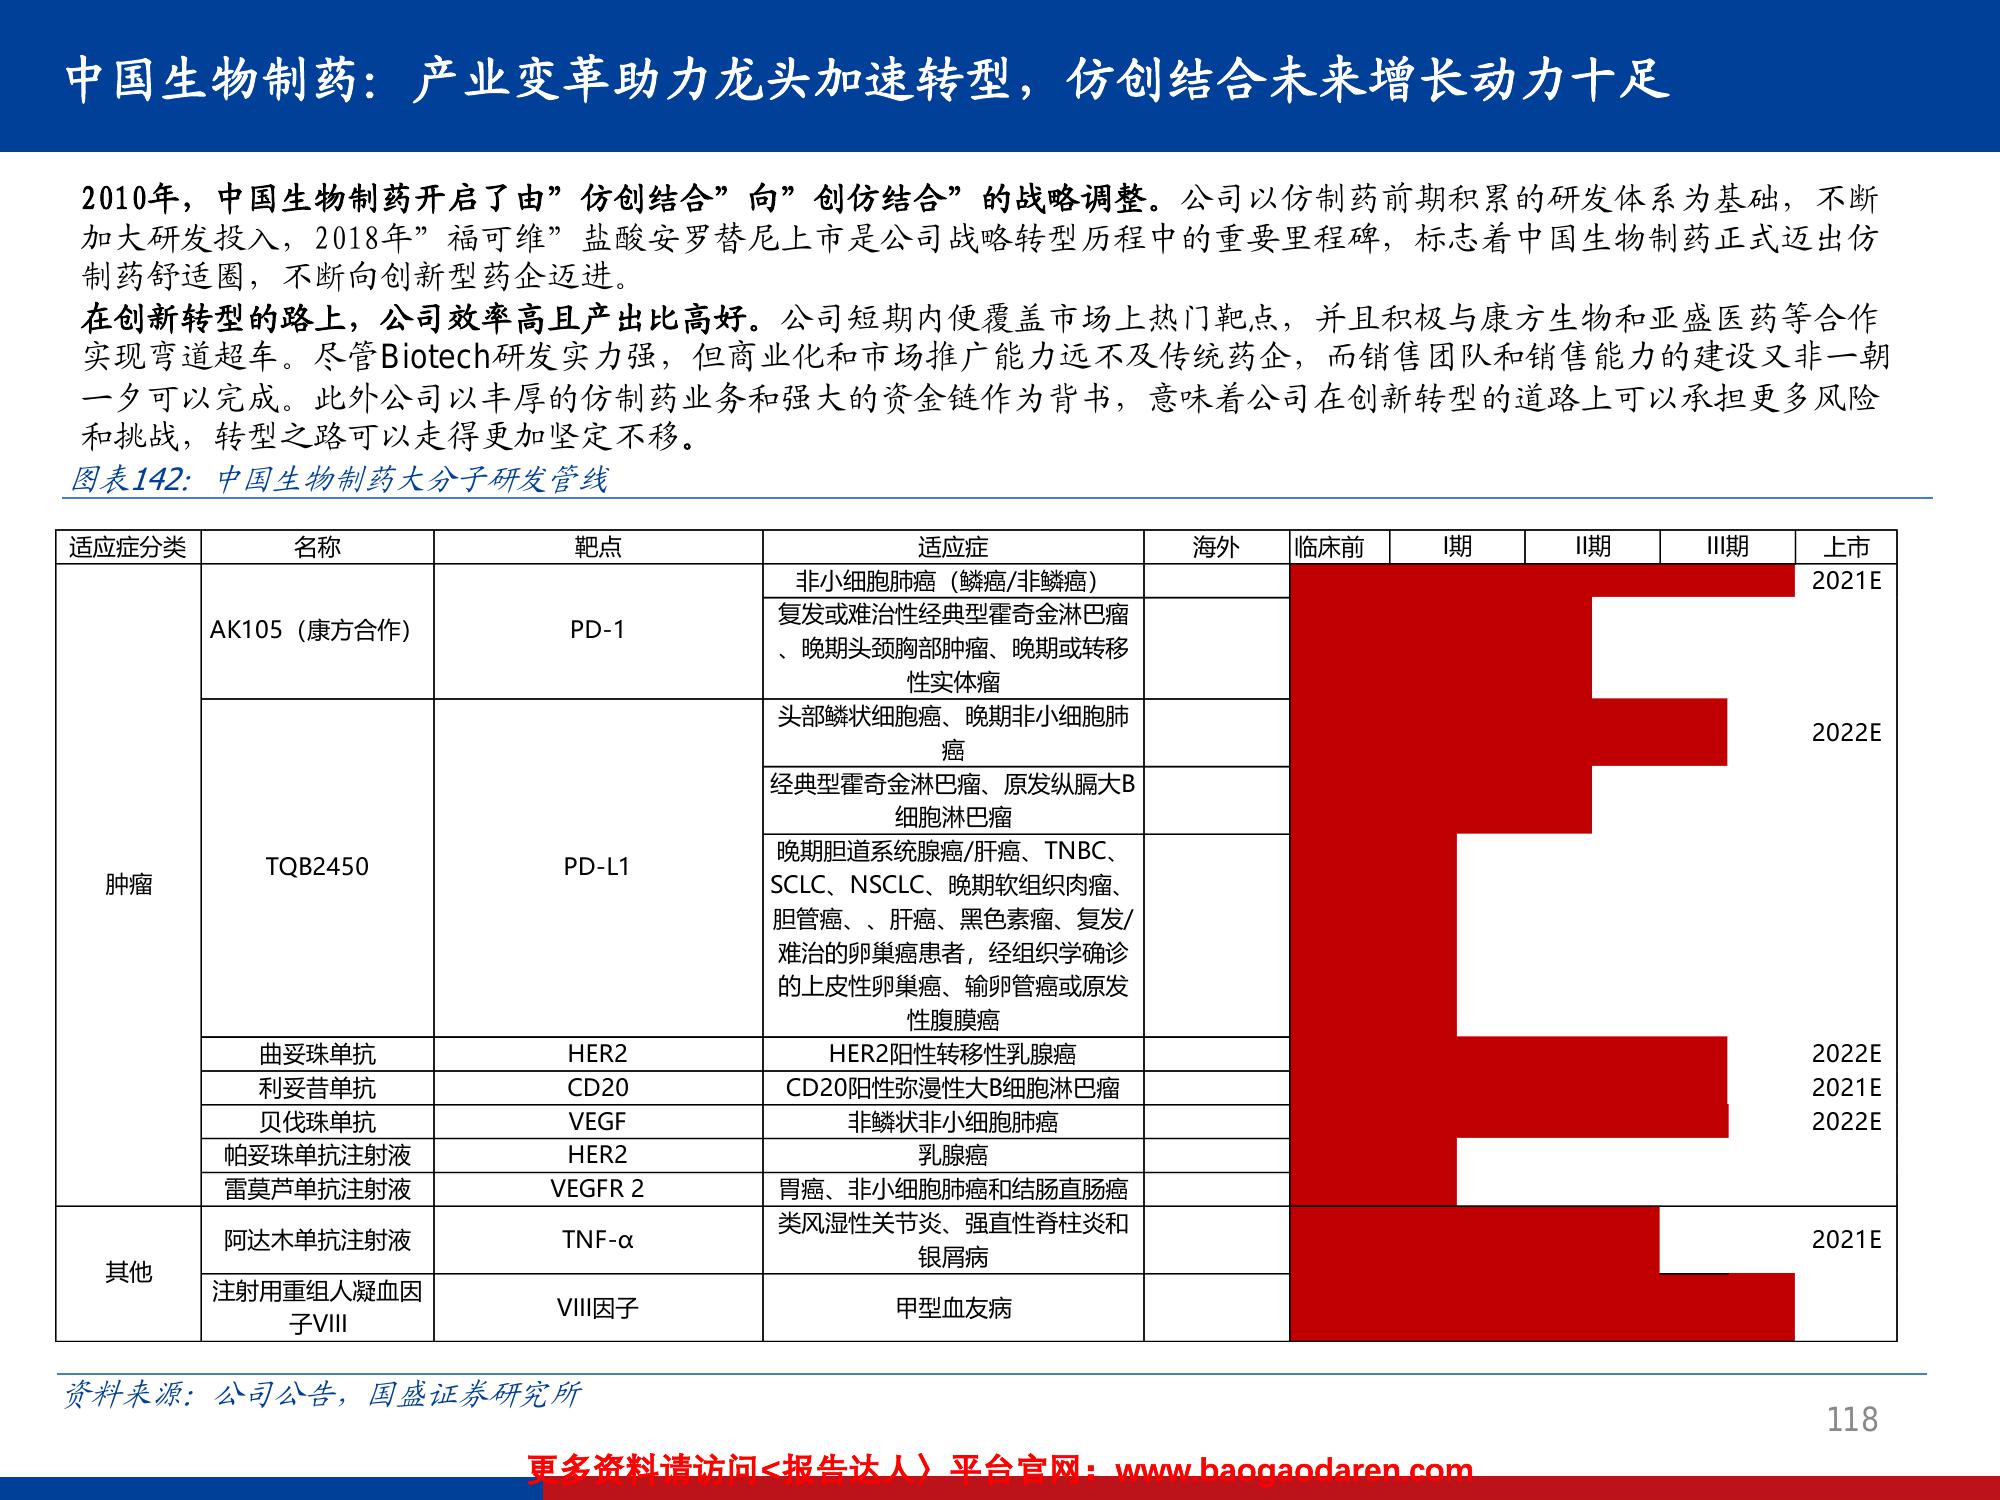 中国生物制药：产业变革助力龙头加速转型，仿创结合未来增长动力十足
2010年，中国生物制药开启了由”仿创结合”向”创仿结合”的战略调整。公司以仿制药前期积累的研发体系为基础，不断
加大研发投入，2018年”福可维”盐酸安罗替尼上市是公司战略转型历程中的重要里程碑，标志着中国生物制药正式迈出仿
制药舒适圈，不断向创新型药企迈进。
在创新转型的路上，公司效率高且产出比高好。公司短期内便覆盖市场上热门靶点，并且积极与康方生物和亚盛医药等合作
实现弯道超车。尽管Biotech研发实力强，但商业化和市场推广能力远不及传统药企，而销售团队和销售能力的建设又非一朝
一夕可以完成。此外公司以丰厚的仿制药业务和强大的资金链作为背书，意味着公司在创新转型的道路上可以承担更多风险
和挑战，转型之路可以走得更加坚定不移。
图表142：中国生物制药大分子研发管线
适应症分类 名称 靶点 适应症 海外 临床前 I期 II期 III期 上市
肿瘤
AK105（康方合作） PD-1
非小细胞肺癌（鳞癌/非鳞癌） 2021E
复发或难治性经典型霍奇金淋巴瘤
、晚期头颈胸部肿瘤、晚期或转移
性实体瘤
TQB2450 PD-L1
头部鳞状细胞癌、晚期非小细胞肺
癌
2022E
经典型霍奇金淋巴瘤、原发纵膈大B
细胞淋巴瘤
晚期胆道系统腺癌/肝癌、TNBC、
SCLC、NSCLC、晚期软组织肉瘤、
胆管癌、、肝癌、黑色素瘤、复发/
难治的卵巢癌患者，经组织学确诊
的上皮性卵巢癌、输卵管癌或原发
性腹膜癌
曲妥珠单抗 HER2 HER2阳性转移性乳腺癌 2022E
利妥昔单抗 CD20 CD20阳性弥漫性大B细胞淋巴瘤 2021E
贝伐珠单抗 VEGF 非鳞状非小细胞肺癌 2022E
帕妥珠单抗注射液 HER2 乳腺癌
雷莫芦单抗注射液 VEGFR 2 胃癌、非小细胞肺癌和结肠直肠癌
其他
阿达木单抗注射液 TNF-α
类风湿性关节炎、强直性脊柱炎和
银屑病
2021E
注射用重组人凝血因
子VIII
VIII因子 甲型血友病
资料来源：公司公告，国盛证券研究所
118
更多资料请访问<报告达人〉平台官网：www.baogaodaren.com